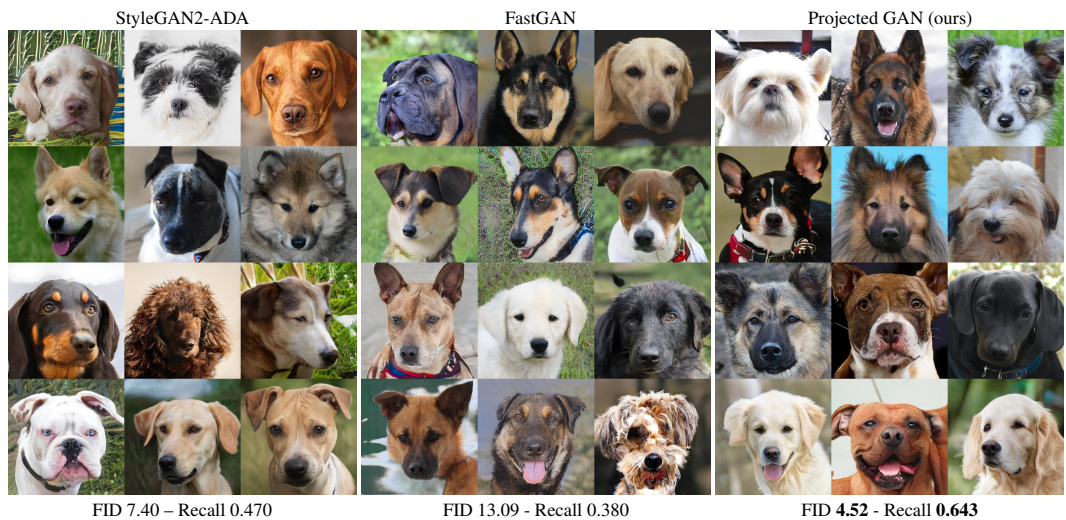 StyleGAN2-ADA
FastGAN
Projected GAN (ours)
FID 7.40 – Recall 0.470
FID 13.09 - Recall 0.380
FID 4.52 - Recall 0.643